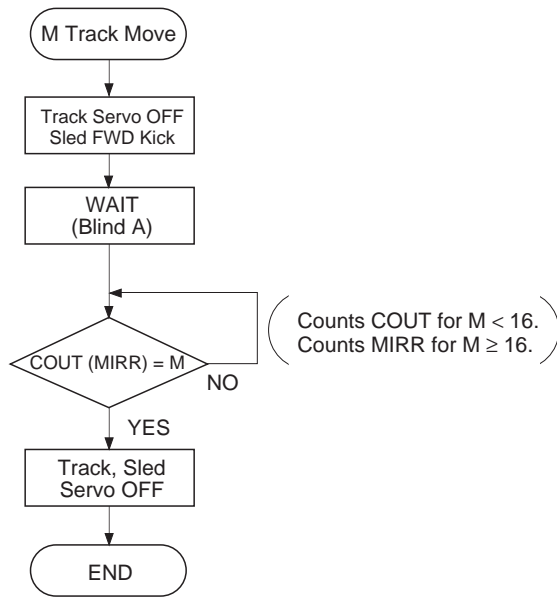 M Track Move
Track Servo OFF
Sled FWD Kick
WAIT
(Blind A)
Counts COUT for M < 16.
Counts MIRR for M ≥ 16.
COUT (MIRR) = M
NO
YES
Track, Sled
Servo OFF
END